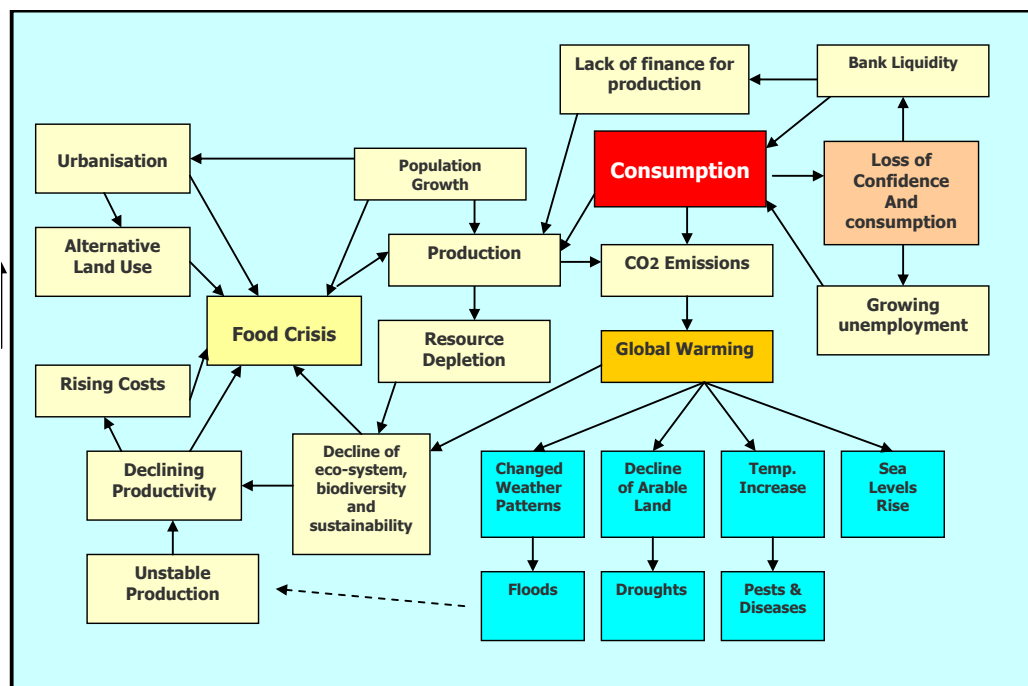 Lack of finance for
production
Bank Liquidity
Urbanisation
Population
Growth
Consumption
Loss of
Confidence
And
consumption
Alternative
Land Use
Production
CO2 Emissions
Growing
unemployment
Food Crisis
Resource
Depletion
Global Warming
Rising Costs
Declining
Productivity
Decline of
eco-system,
biodiversity
and
sustainability
Changed
Weather
Patterns
Decline
of Arable
Land
Temp.
Increase
Sea
Levels
Rise
Unstable
Production
Floods
Droughts
Pests &
Diseases